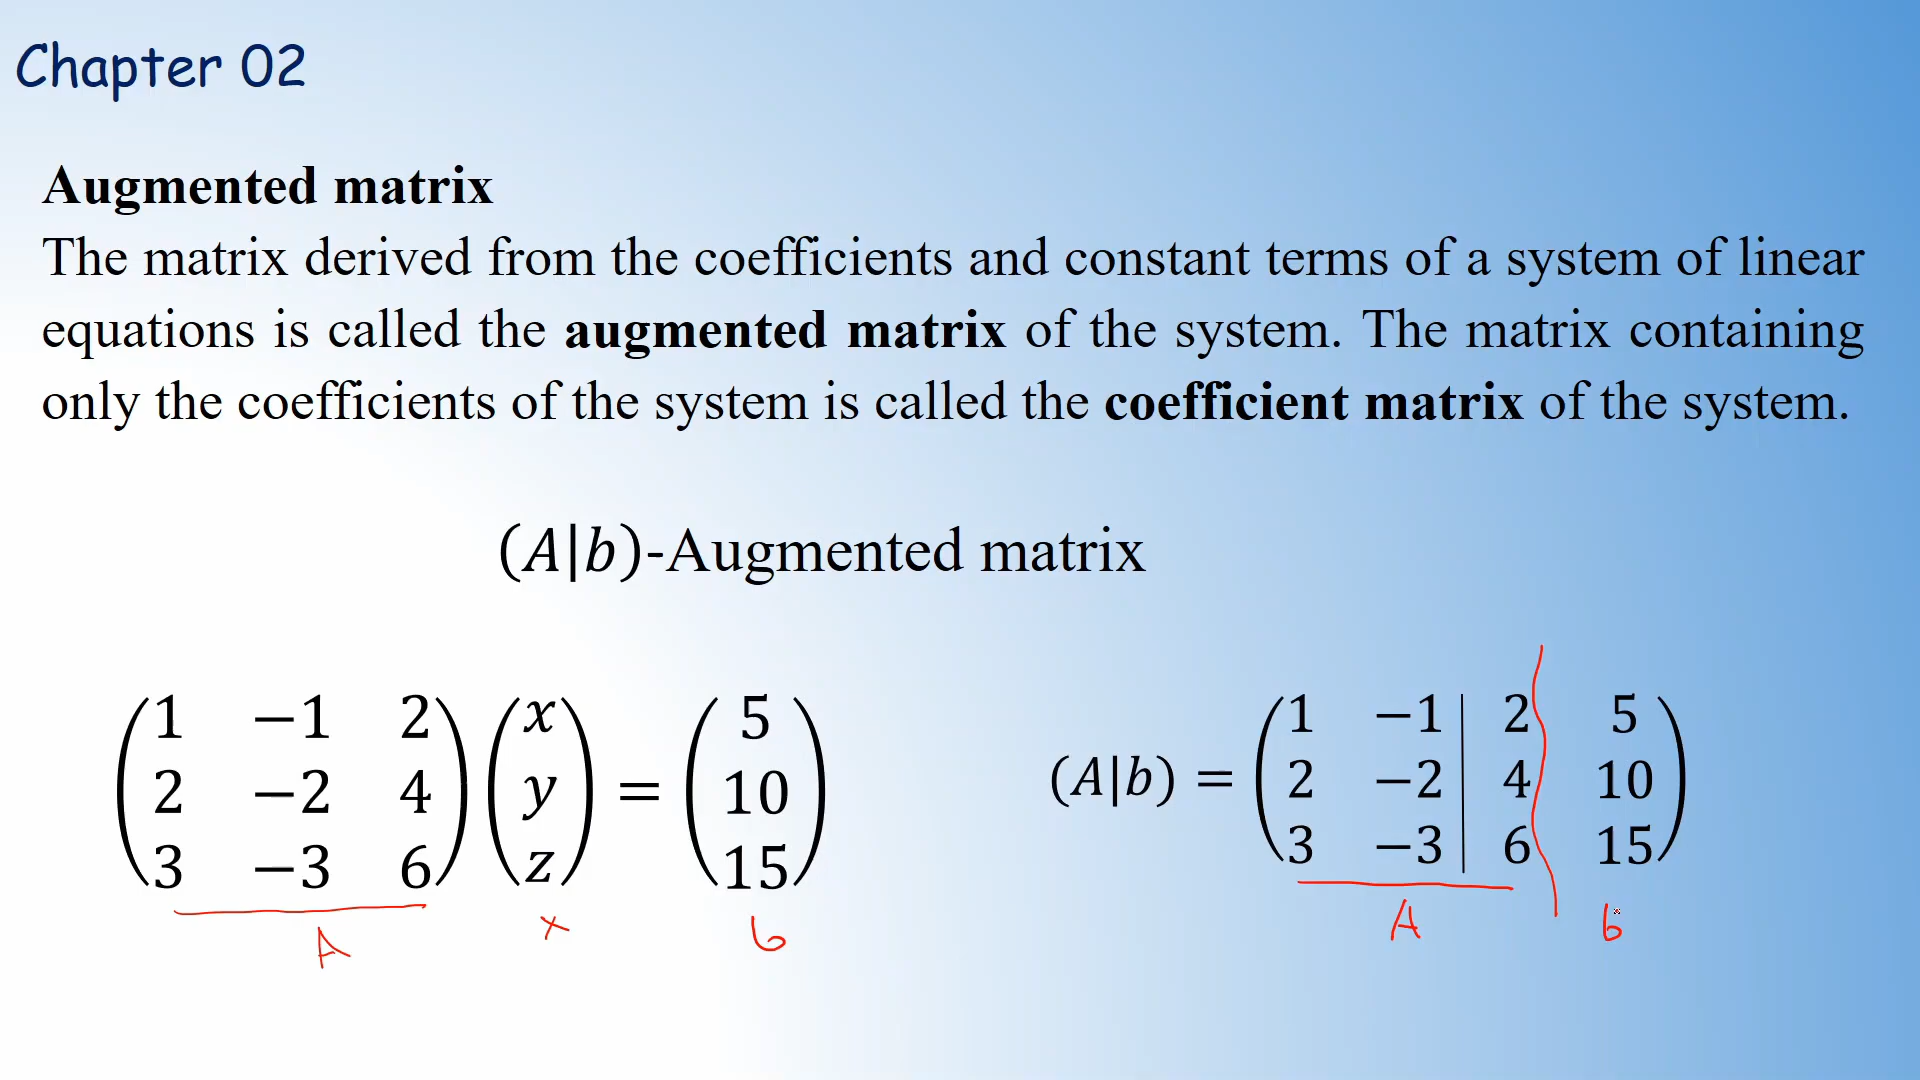 Chapter 02
Augmented matrix
The matrix derived from the coefficients and constant terms of a system of linear
equations is called the augmented matrix of the system. The matrix containing
only the coefficients of the system is called the coefficient matrix of the system.
(A|b)-Augmented matrix
1 −1 2 x 5
2 −2 4 y = 10
3 −3 6 z 15
A x b
1 −1 | 2 5
(A|b) = 2 −2 | 4 10
3 −3 | 6 15
A b